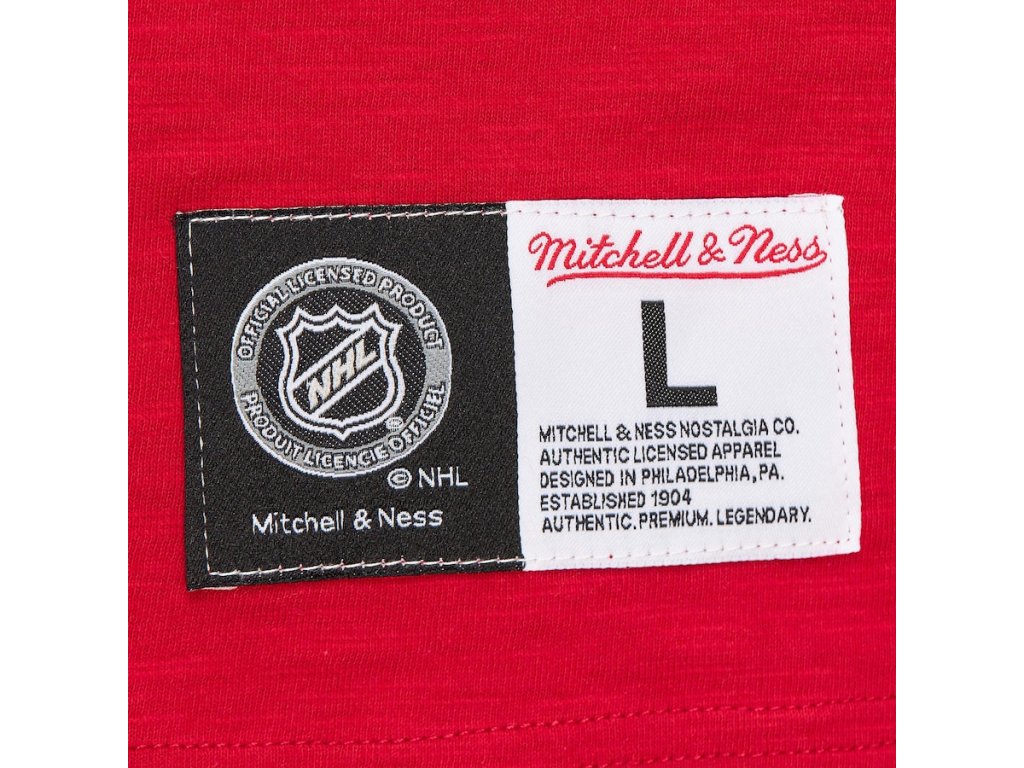 OFFICIAL LICENSED PRODUCT
NHL
®
PRODUIT LICENCIE OFFICIEL
© NHL
Mitchell & Ness
Mitchell & Ness
L
MITCHELL & NESS NOSTALGIA CO.
AUTHENTIC LICENSED APPAREL
DESIGNED IN PHILADELPHIA, PA.
ESTABLISHED 1904
AUTHENTIC. PREMIUM. LEGENDARY.